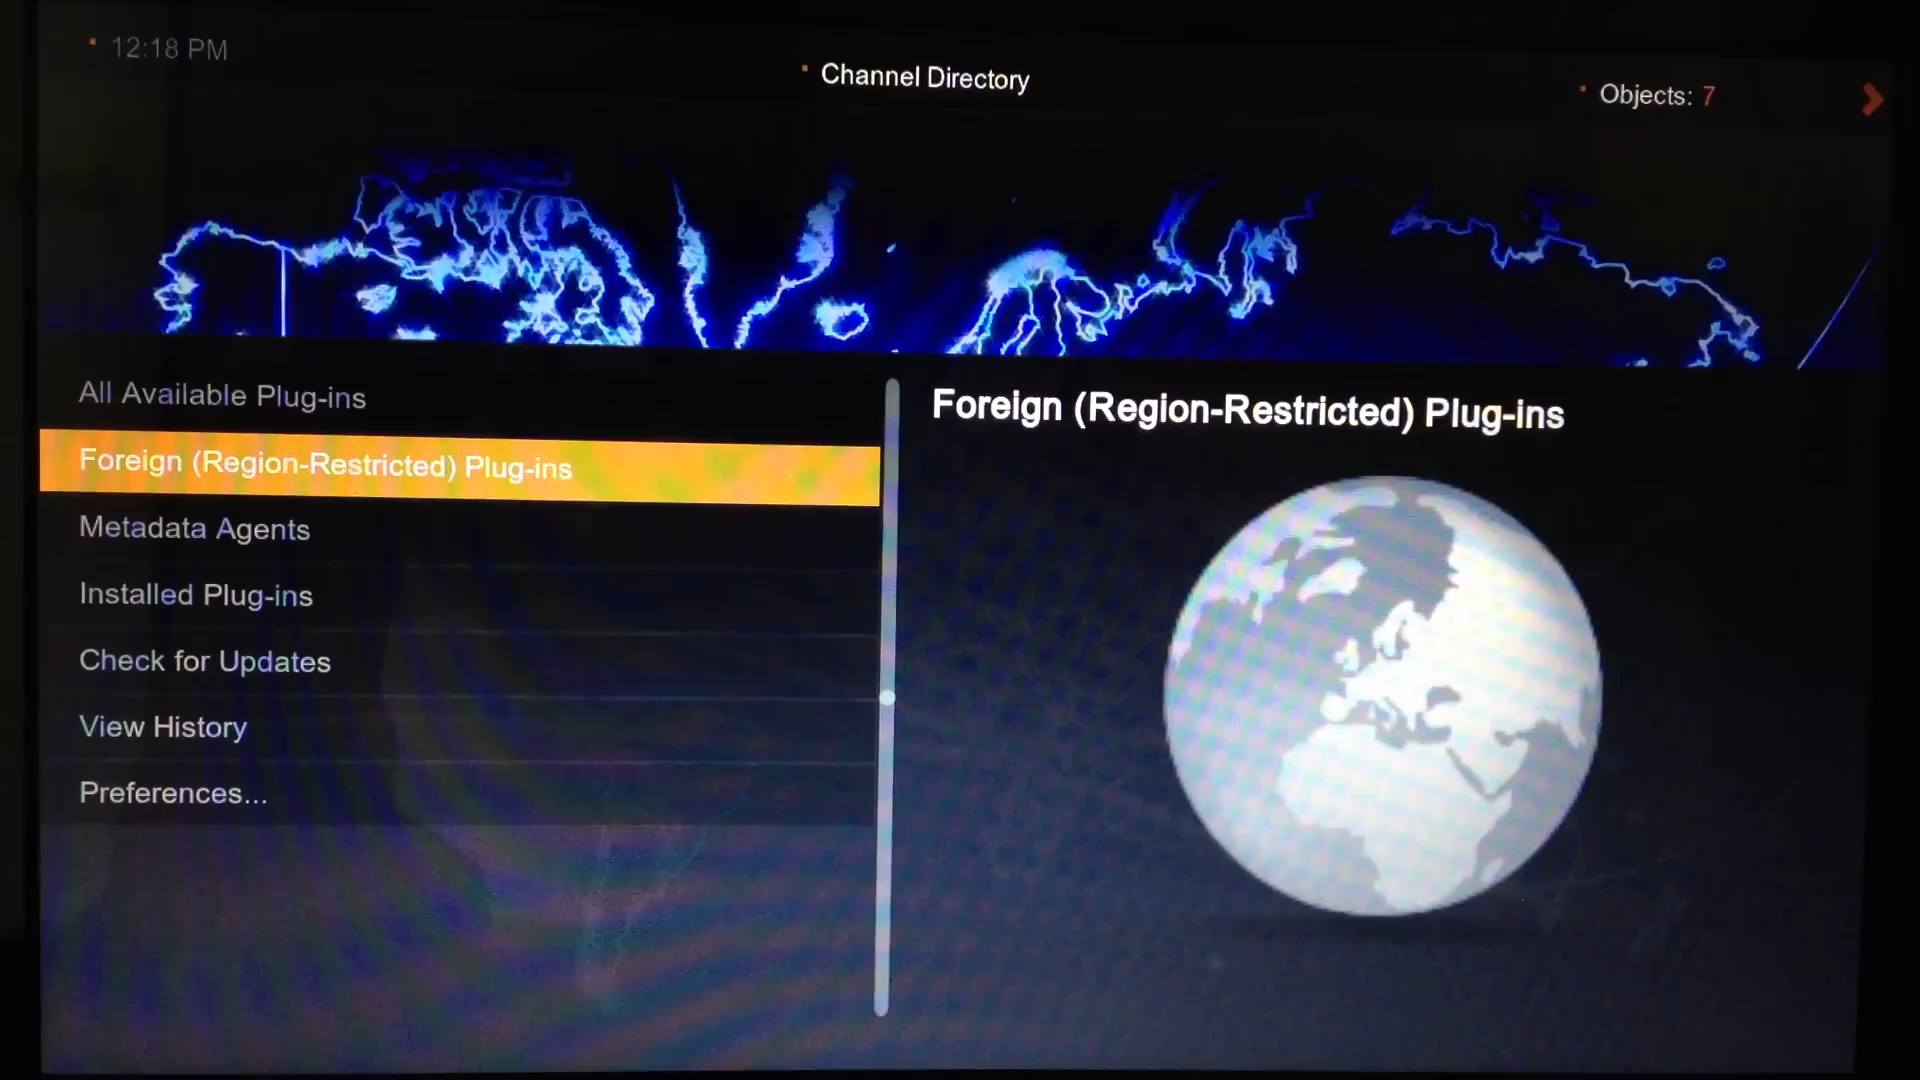 12:18 PM
Channel Directory
Objects: 7
All Available Plug-ins
Foreign (Region-Restricted) Plug-ins
Metadata Agents
Installed Plug-ins
Check for Updates
View History
Preferences...
Foreign (Region-Restricted) Plug-ins